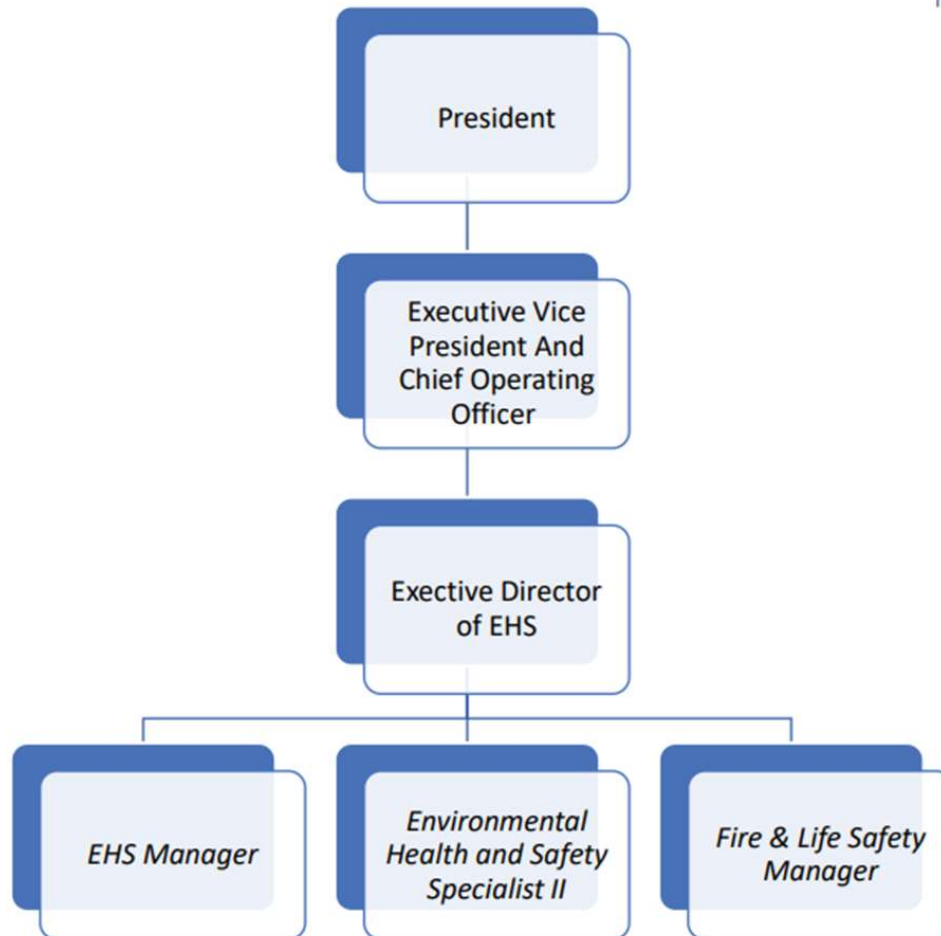 President
Executive Vice
President And
Chief Operating
Officer
Exective Director
of EHS
EHS Manager
Environmental
Health and Safety
Specialist II
Fire & Life Safety
Manager